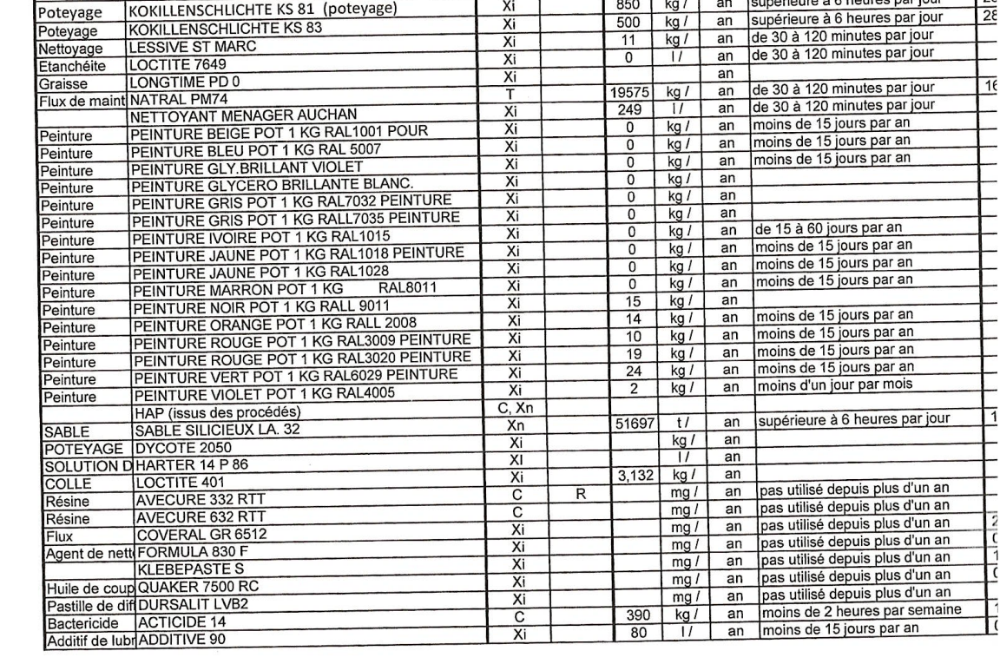 Poteyage KOKILLENSCHLICHTE KS 81 (poteyage) Xi 850 kg / an supérieure à 6 heures par jour
Poteyage KOKILLENSCHLICHTE KS 83 Xi 500 kg / an supérieure à 6 heures par jour 28
Nettoyage LESSIVE ST MARC Xi 11 kg / an de 30 à 120 minutes par jour
Etanchéite LOCTITE 7649 Xi 0 l / an de 30 à 120 minutes par jour
Graisse LONGTIME PD 0 Xi an
Flux de maint NATRAL PM74 T 19575 kg / an de 30 à 120 minutes par jour 16
NETTOYANT MENAGER AUCHAN Xi 249 l / an de 30 à 120 minutes par jour
Peinture PEINTURE BEIGE POT 1 KG RAL1001 POUR Xi 0 kg / an moins de 15 jours par an
Peinture PEINTURE BLEU POT 1 KG RAL 5007 Xi 0 kg / an moins de 15 jours par an
Peinture PEINTURE GLY.BRILLANT VIOLET Xi 0 kg / an moins de 15 jours par an
Peinture PEINTURE GLYCERO BRILLANTE BLANC. Xi 0 kg / an
Peinture PEINTURE GRIS POT 1 KG RAL7032 PEINTURE Xi 0 kg / an
Peinture PEINTURE GRIS POT 1 KG RALL7035 PEINTURE Xi 0 kg / an
Peinture PEINTURE IVOIRE POT 1 KG RAL1015 Xi 0 kg / an de 15 à 60 jours par an
Peinture PEINTURE JAUNE POT 1 KG RAL1018 PEINTURE Xi 0 kg / an moins de 15 jours par an
Peinture PEINTURE JAUNE POT 1 KG RAL1028 Xi 0 kg / an moins de 15 jours par an
Peinture PEINTURE MARRON POT 1 KG RAL8011 Xi 0 kg / an moins de 15 jours par an
Peinture PEINTURE NOIR POT 1 KG RALL 9011 Xi 15 kg / an
Peinture PEINTURE ORANGE POT 1 KG RALL 2008 Xi 14 kg / an moins de 15 jours par an
Peinture PEINTURE ROUGE POT 1 KG RAL3009 PEINTURE Xi 10 kg / an moins de 15 jours par an
Peinture PEINTURE ROUGE POT 1 KG RAL3020 PEINTURE Xi 19 kg / an moins de 15 jours par an
Peinture PEINTURE VERT POT 1 KG RAL6029 PEINTURE Xi 24 kg / an moins de 15 jours par an
Peinture PEINTURE VIOLET POT 1 KG RAL4005 Xi 2 kg / an moins d'un jour par mois
HAP (issus des procédés) C, Xn
SABLE SABLE SILICIEUX LA. 32 Xn 51697 t / an supérieure à 6 heures par jour 1
POTEYAGE DYCOTE 2050 Xi kg / an
SOLUTION D HARTER 14 P 86 XI l / an
COLLE LOCTITE 401 Xi 3,132 kg / an
Résine AVECURE 332 RTT C R mg / an pas utilisé depuis plus d'un an
Résine AVECURE 632 RTT C mg / an pas utilisé depuis plus d'un an
Flux COVERAL GR 6512 Xi mg / an pas utilisé depuis plus d'un an 2
Agent de nett FORMULA 830 F Xi mg / an pas utilisé depuis plus d'un an
KLEBEPASTE S Xi mg / an pas utilisé depuis plus d'un an 1
Huile de coup QUAKER 7500 RC Xi mg / an pas utilisé depuis plus d'un an
Pastille de dif DURSALIT LVB2 Xi mg / an pas utilisé depuis plus d'un an
Bactericide ACTICIDE 14 C 390 kg / an moins de 2 heures par semaine 1
Additif de lubr ADDITIVE 90 Xi 80 l / an moins de 15 jours par an